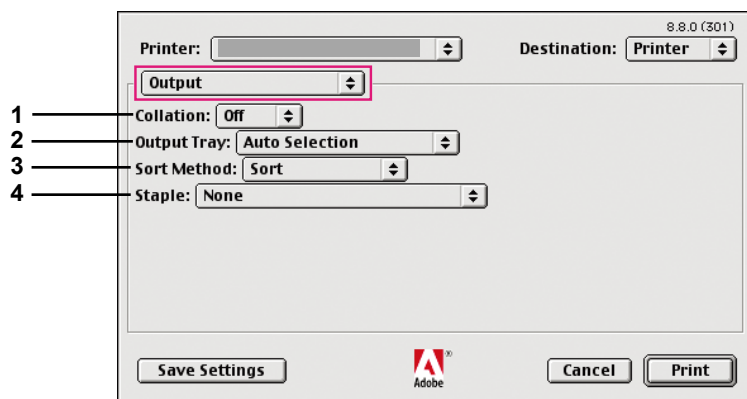 8.8.0 (301)
Printer:
Destination: Printer
Output
1 Collation: Off
2 Output Tray: Auto Selection
3 Sort Method: Sort
4 Staple: None
Save Settings
Adobe ®
Cancel
Print